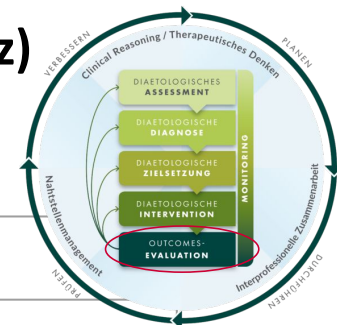 z)
VERBESSERN
PLANEN
DURCHFÜHREN
PRÜFEN
Clinical Reasoning / Therapeutisches Denken
Interprofessionelle Zusammenarbeit
Nahtstellenmanagement
DIAETOLOGISCHES
ASSESSMENT
DIAETOLOGISCHE
DIAGNOSE
DIAETOLOGISCHE
ZIELSETZUNG
DIAETOLOGISCHE
INTERVENTION
OUTCOMES-
EVALUATION
MONITORING